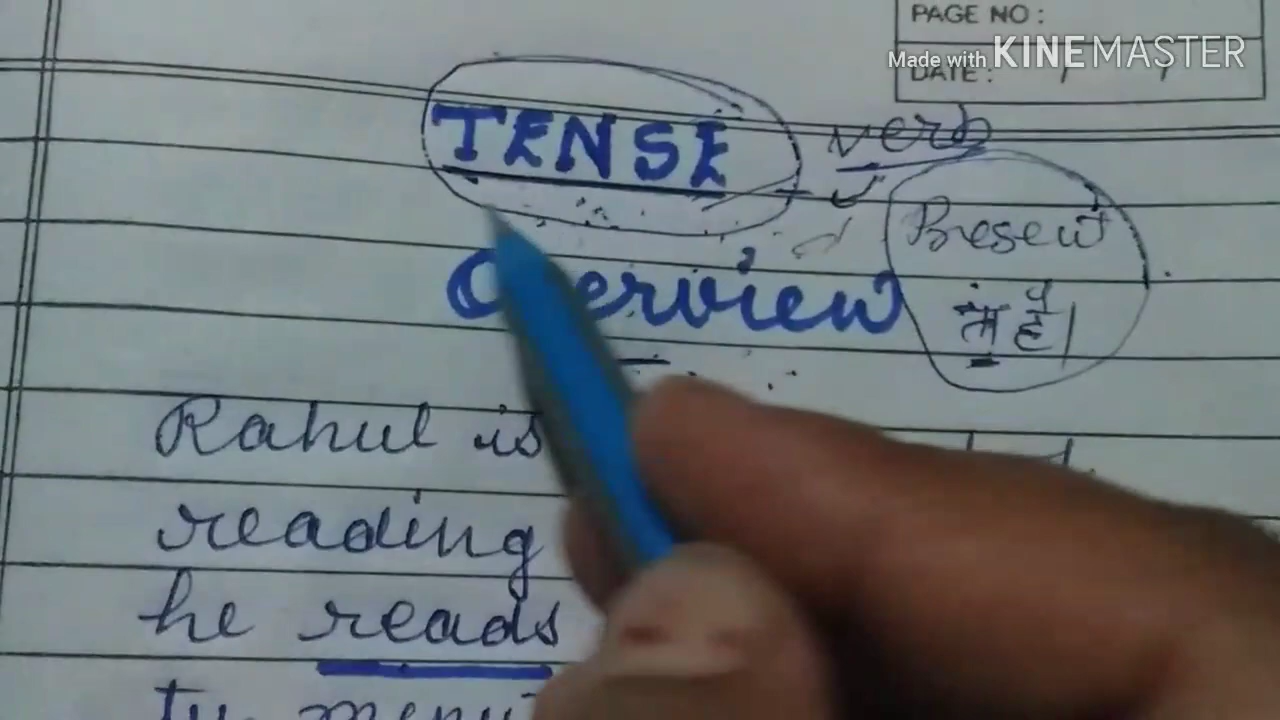 PAGE NO :
Made with KINEMASTER
DATE : / /
TENSE
verb
Present
Overview
में हैं।
Rahul is
reading
he reads